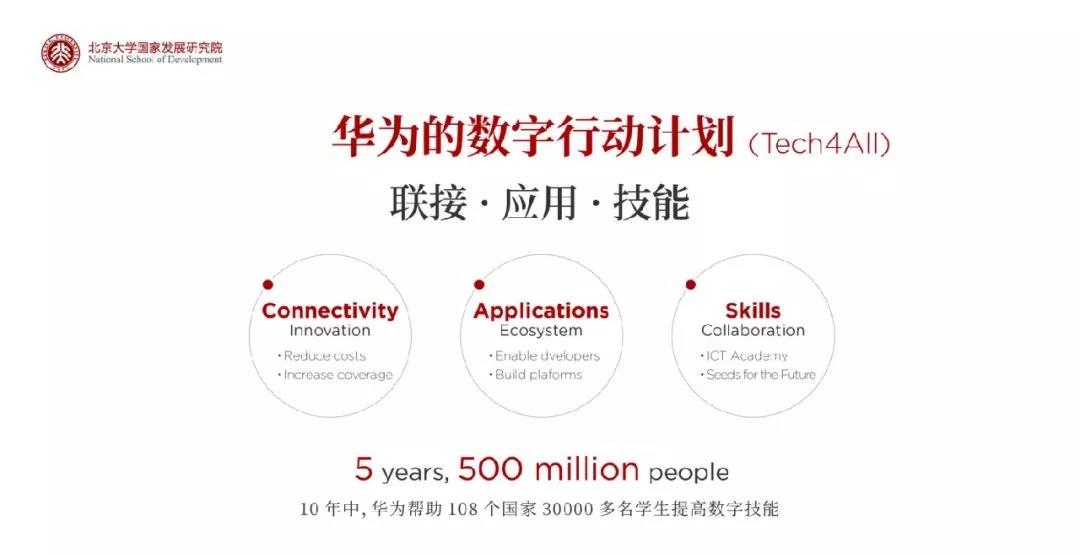 北京大学国家发展研究院
National School of Development
华为的数字行动计划 (Tech4All)
联接·应用·技能
Connectivity
Innovation
•Reduce costs
•Increase coverage
Applications
Ecosystem
•Enable dvelopers
•Build plaforms
Skills
Collaboration
•ICT Academy
•Seeds for the Future
5 years, 500 million people
10 年中, 华为帮助 108 个国家 30000 多名学生提高数字技能